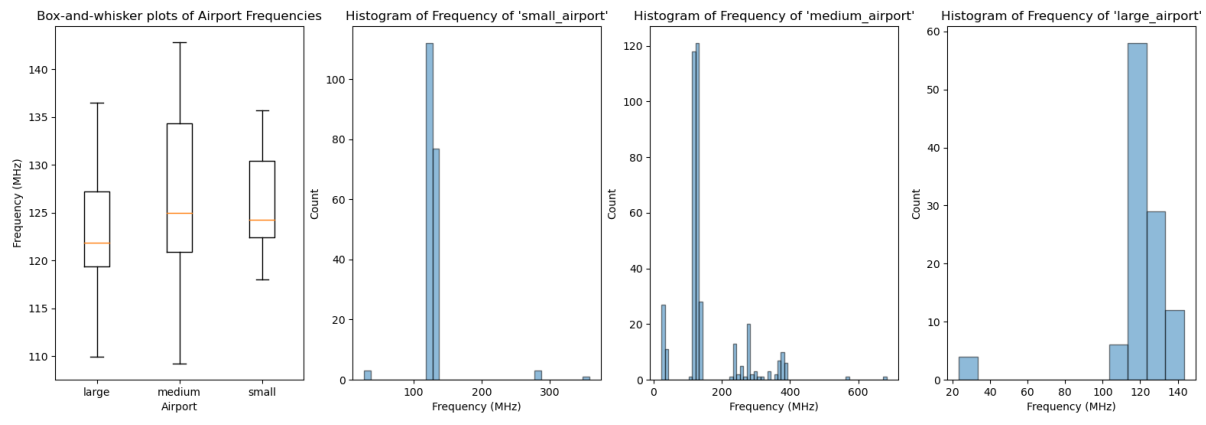 Box-and-whisker plots of Airport Frequencies
Frequency (MHz)
140
135
130
125
120
115
110
large
medium
small
Airport
Histogram of Frequency of 'small_airport'
Count
100
80
60
40
20
0
100
200
300
Frequency (MHz)
Histogram of Frequency of 'medium_airport'
Count
120
100
80
60
40
20
0
0
200
400
600
Frequency (MHz)
Histogram of Frequency of 'large_airport'
Count
60
50
40
30
20
10
0
20
40
60
80
100
120
140
Frequency (MHz)